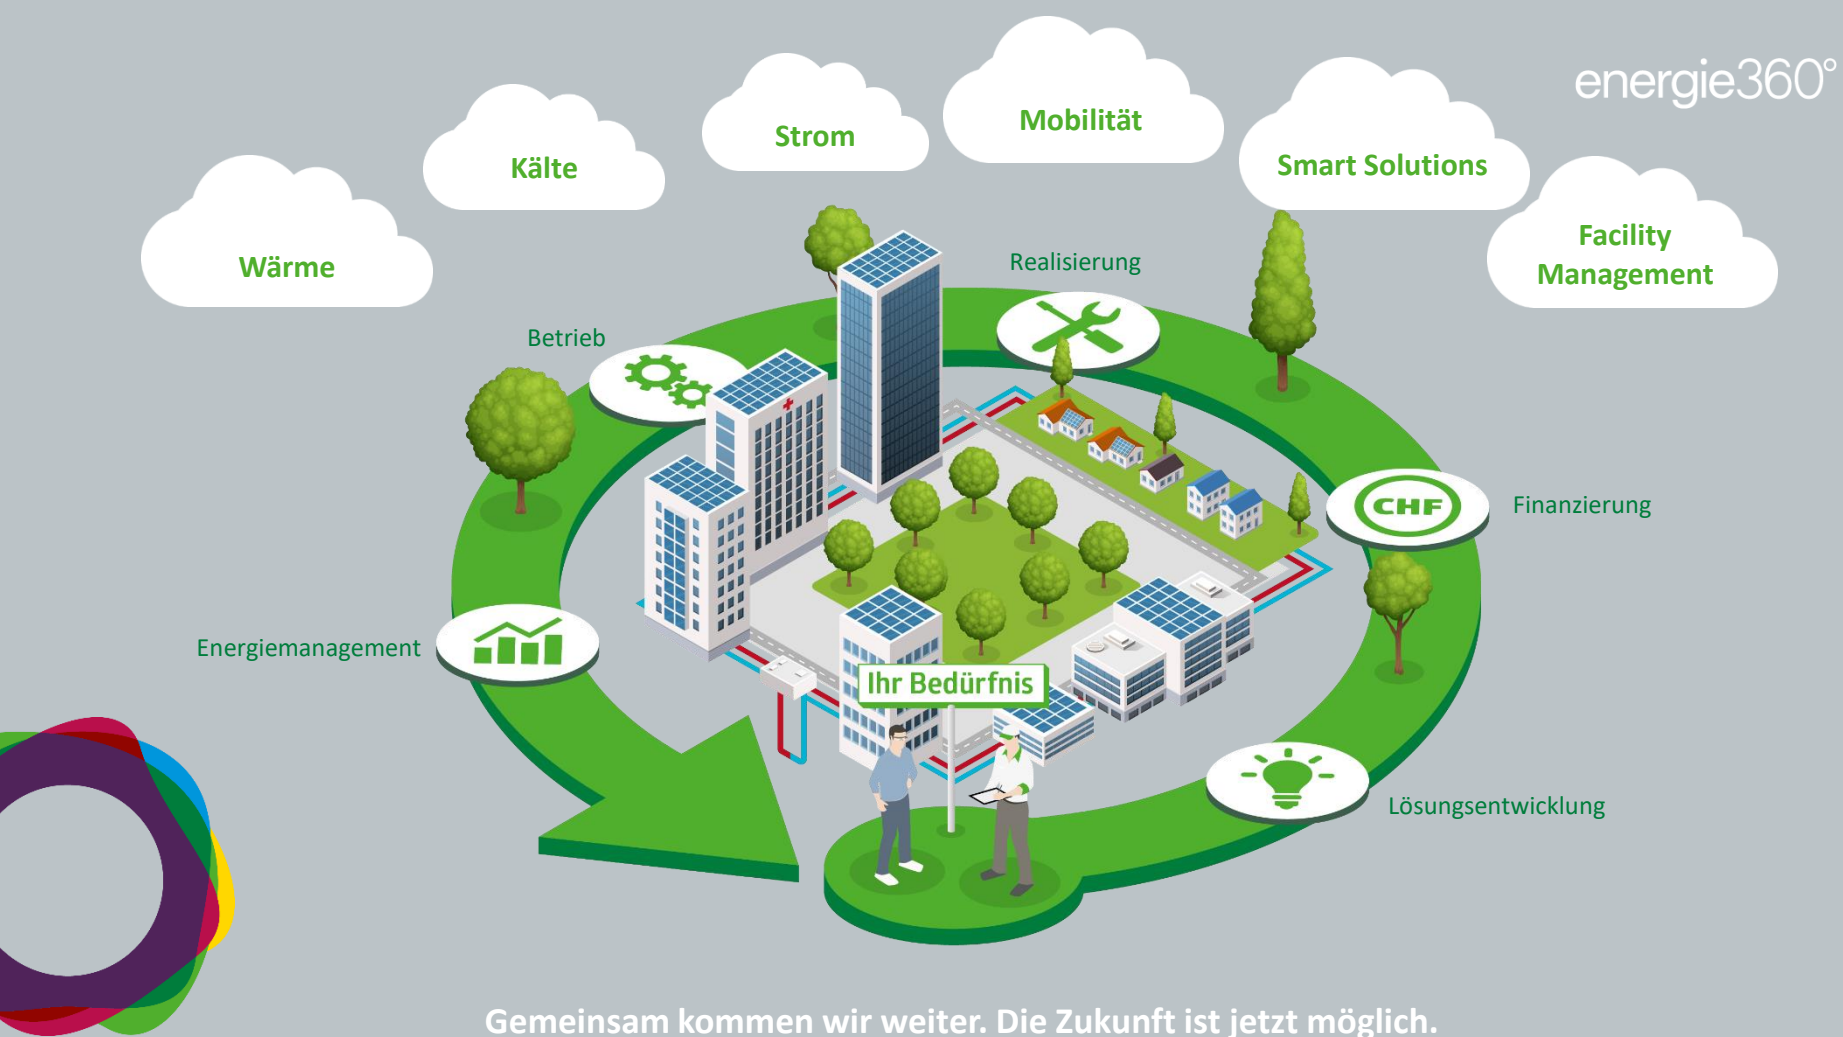 energie360°
Mobilität
Strom
Smart Solutions
Kälte
Facility
Management
Wärme
Realisierung
Betrieb
CHF
Finanzierung
Energiemanagement
Ihr Bedürfnis
Lösungsentwicklung
Gemeinsam kommen wir weiter. Die Zukunft ist jetzt möglich.